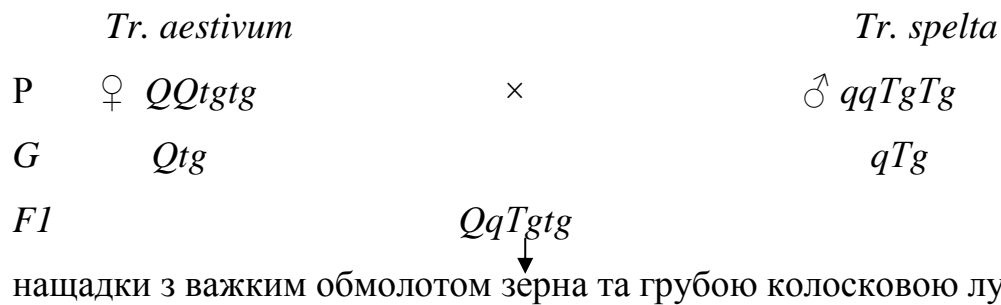 Tr. aestivum Tr. spelta
P ♀ QQtgtg × ♂ qqTgTg
G Qtg qTg
F1 QqTgtg
нащадки з важким обмолотом зерна та грубою колосковою лу